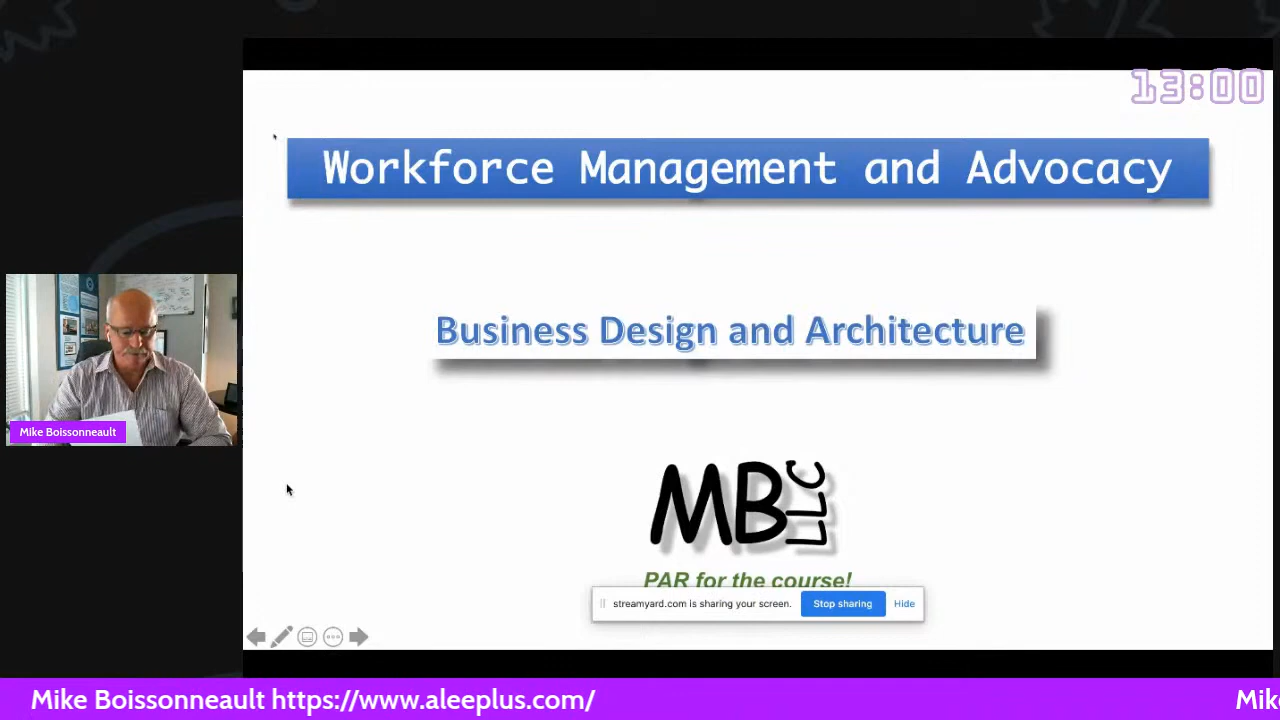 13:00
Workforce Management and Advocacy
Business Design and Architecture
MB LLC
PAR for the course!
streamyard.com is sharing your screen. Stop sharing Hide
Mike Boissonneault
Mike Boissonneault https://www.aleeplus.com/ Mik